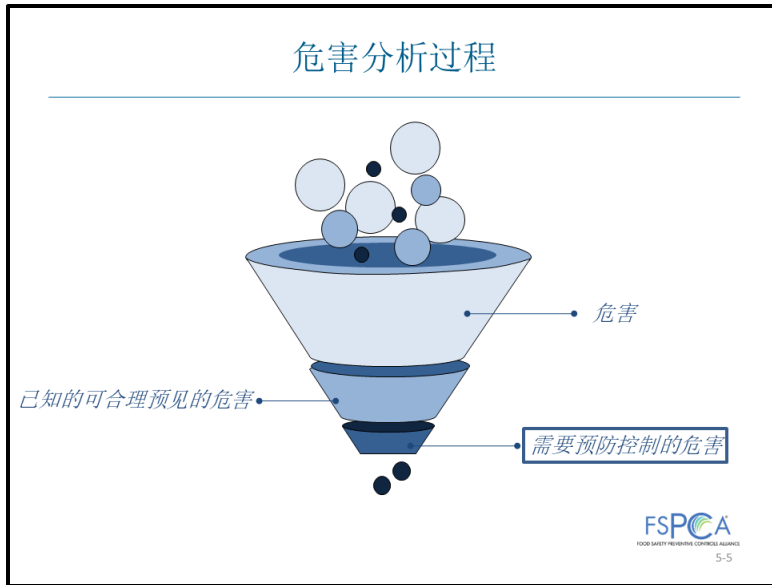 危害分析过程
危害
已知的可合理预见的危害
需要预防控制的危害
FSPCA
FOOD SAFETY PREVENTIVE CONTROLS ALLIANCE
5-5